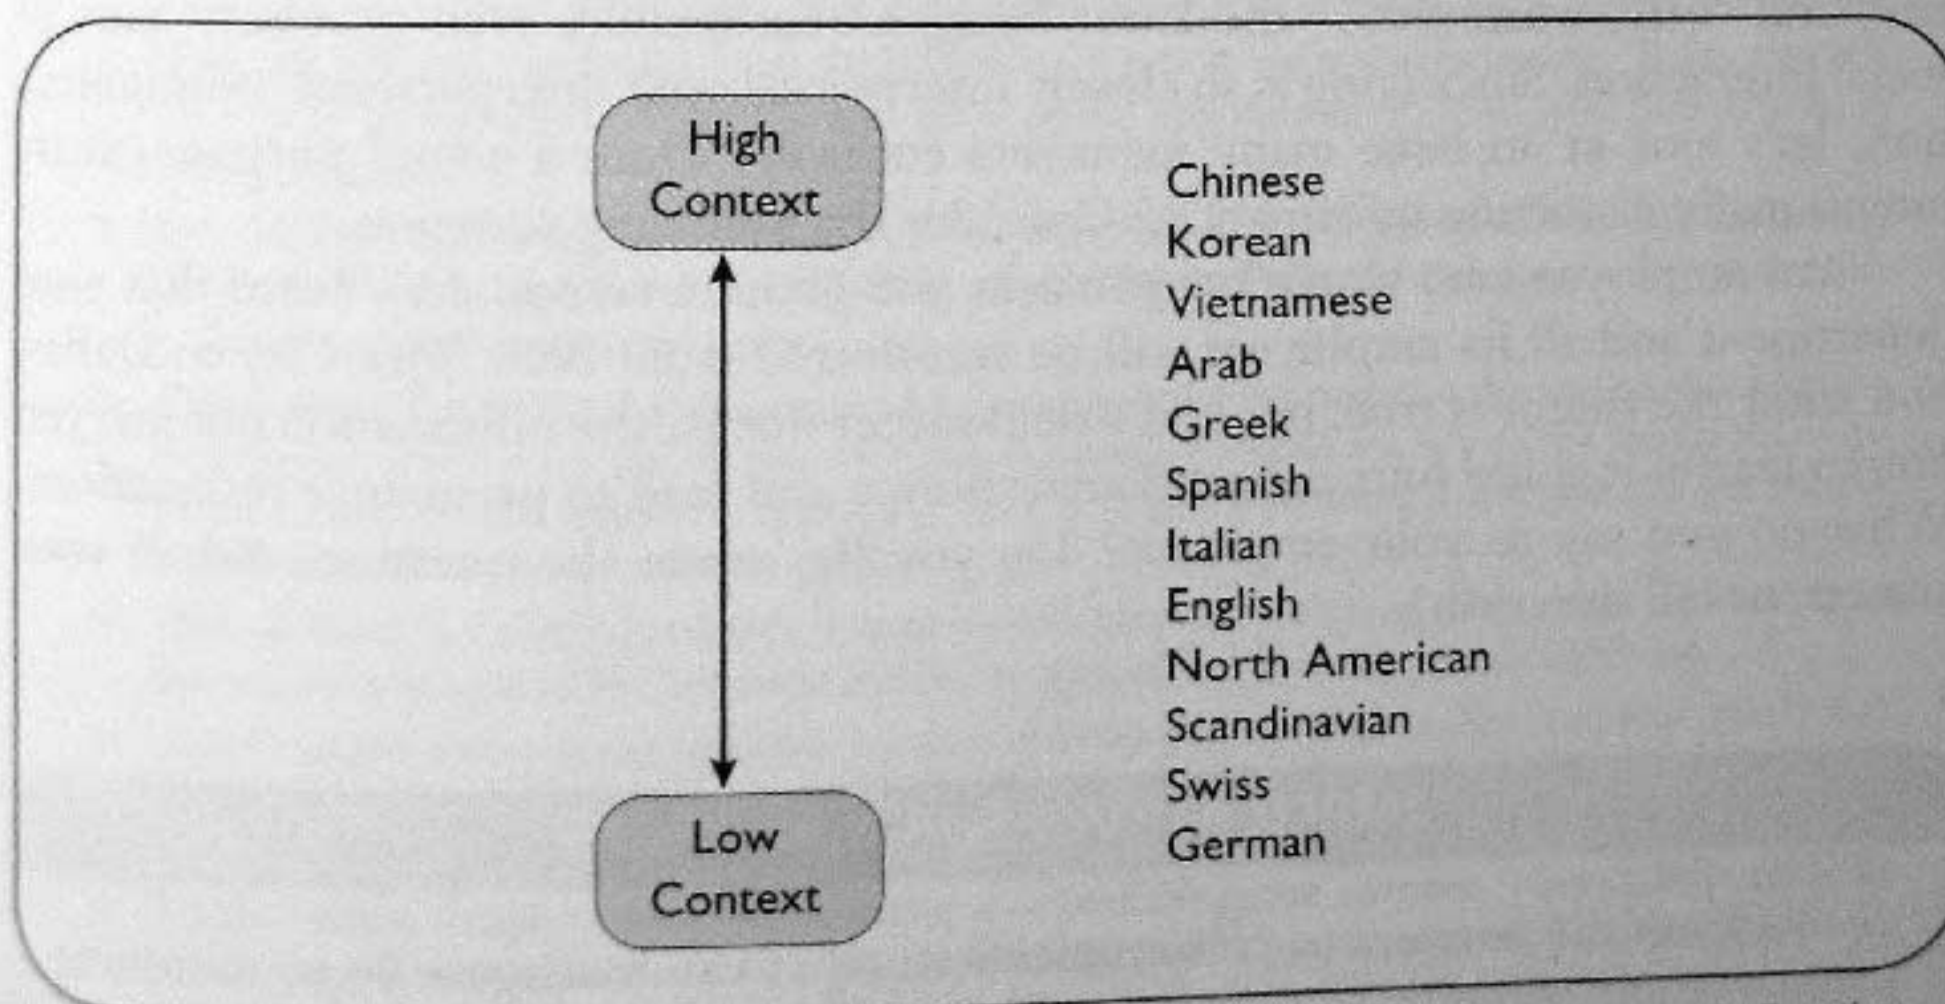 High
Context
Chinese
Korean
Vietnamese
Arab
Greek
Spanish
Italian
English
North American
Scandinavian
Swiss
German
Low
Context